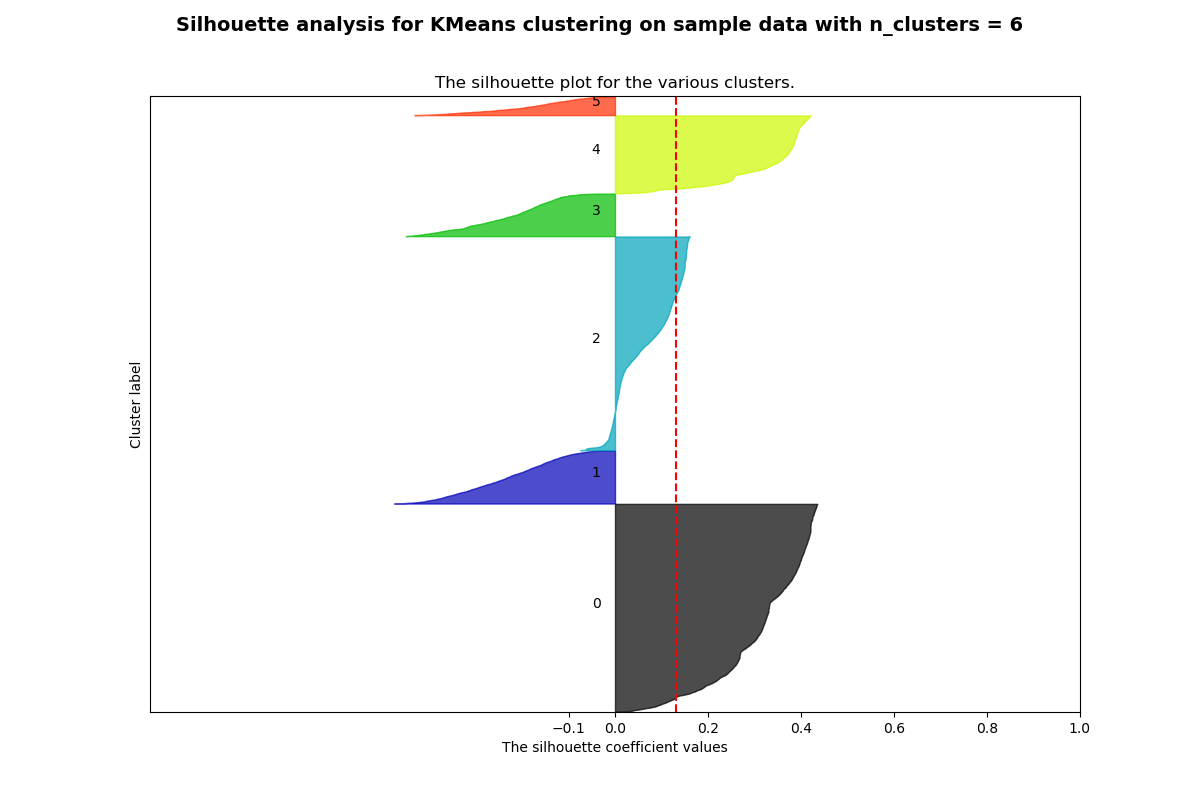 Silhouette analysis for KMeans clustering on sample data with n_clusters = 6
The silhouette plot for the various clusters.
5
4
3
2
1
0
Cluster label
−0.1 0.0 0.2 0.4 0.6 0.8 1.0
The silhouette coefficient values